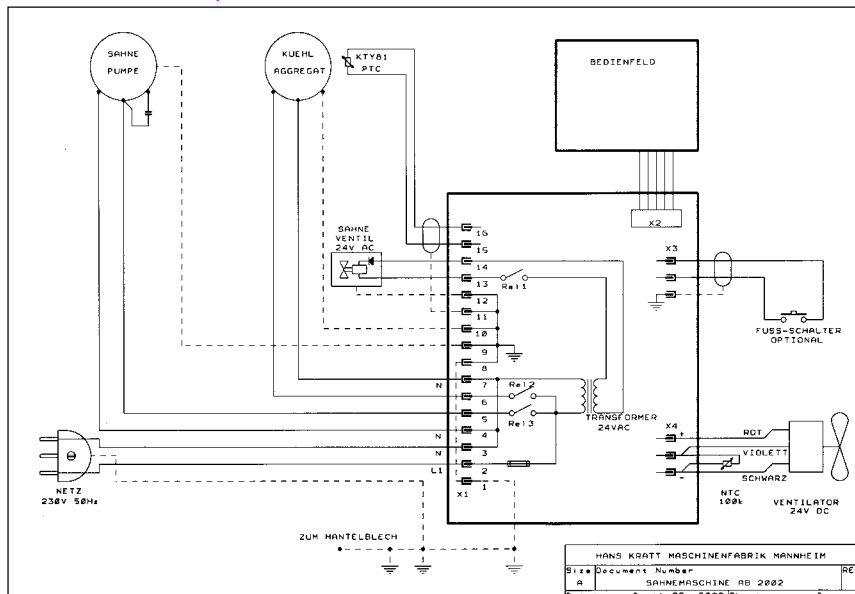 SAHNE
PUMPE
KUEHL
AGGREGAT
KTY81
PTC
BEDIENFELD
X2
SAHNE
VENTIL
24V AC
16
15
14
13
12
11
10
9
8
7
6
5
4
3
2
1
X1
Rel1
Rel2
Rel3
N
N
N
L1
TRANSFORMER
24VAC
X3
FUSS-SCHALTER
OPTIONAL
X4
+
-
ROT
VIOLETT
SCHWARZ
NTC
100k
VENTILATOR
24V DC
NETZ
230V 50Hz
ZUM MANTELBLECH
HANS KRATT MASCHINENFABRIK MANNHEIM
Size
Document Number
RE
A
SAHNEMASCHINE AB 2002